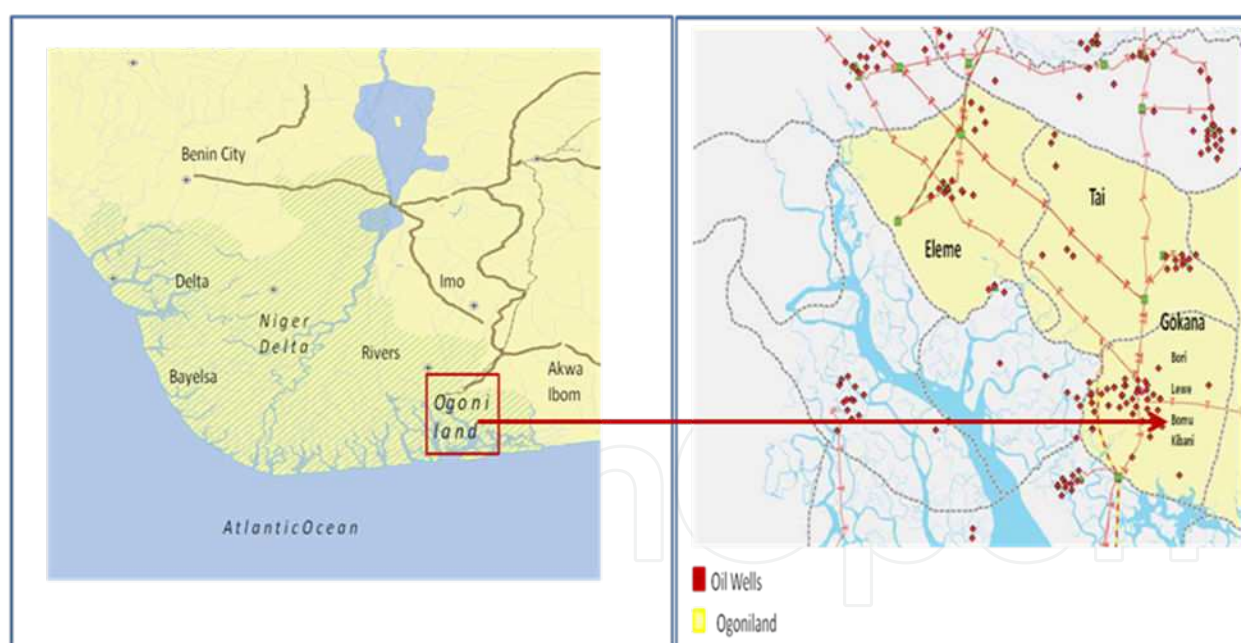 Benin City
Delta
Niger
Delta
Imo
Rivers
Bayelsa
Akwa
Ibom
Ogoni
land
AtlanticOcean
Tai
Eleme
Gokana
Bori
Lewe
Bomu
Kibani
Oil Wells
Ogoniland